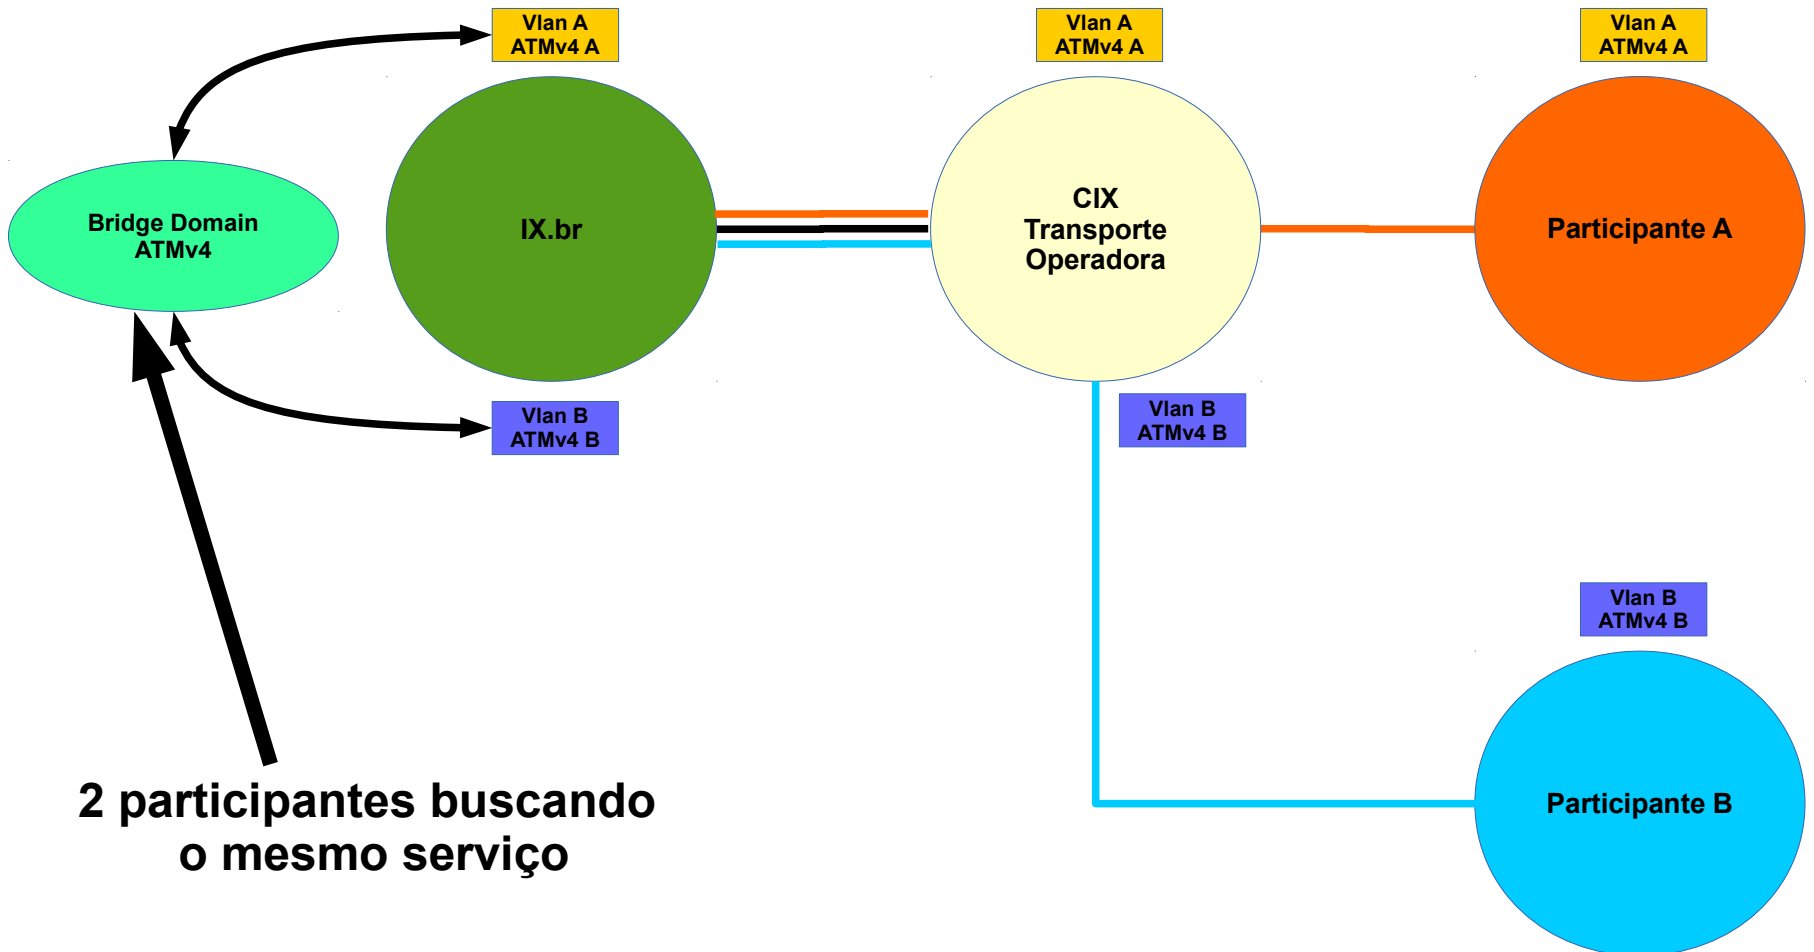 Vlan A
ATMv4 A
Vlan A
ATMv4 A
Vlan A
ATMv4 A
Bridge Domain
ATMv4
IX.br
CIX
Transporte
Operadora
Participante A
Vlan B
ATMv4 B
Vlan B
ATMv4 B
Vlan B
ATMv4 B
Participante B
2 participantes buscando
o mesmo serviço